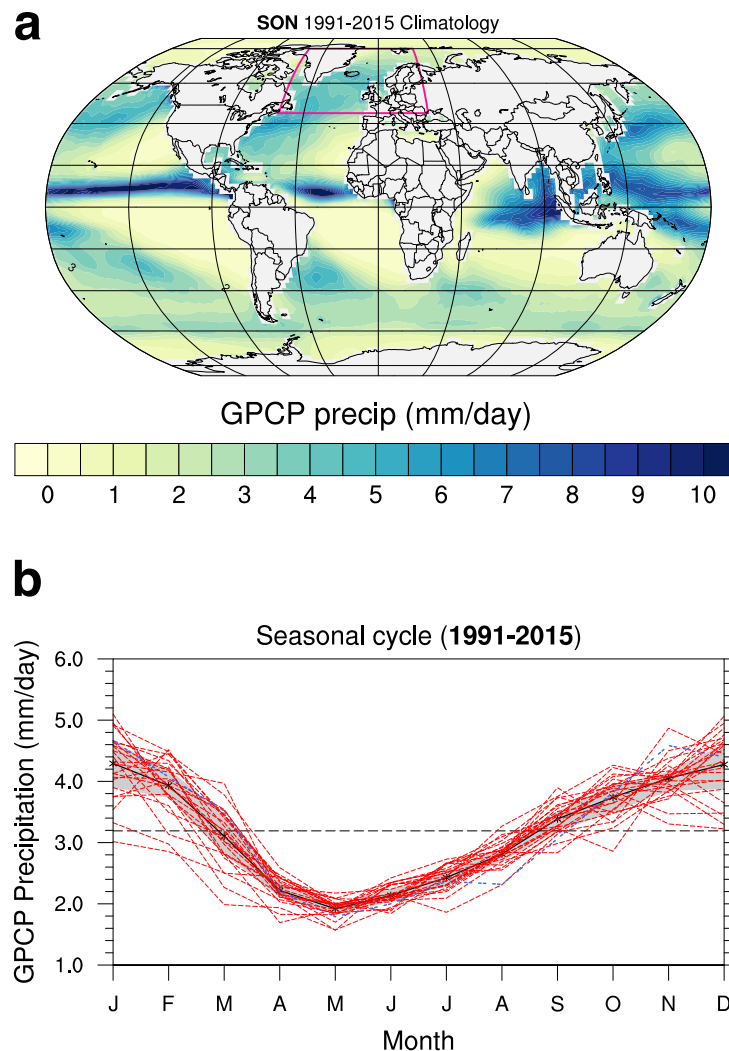 a
SON 1991-2015 Climatology
3
GPCP precip (mm/day)
0 1 2 3 4 5 6 7 8 9 10
b
Seasonal cycle (1991-2015)
GPCP Precipitation (mm/day)
6.0
5.0
4.0
3.0
2.0
1.0
J F M A M J J A S O N D
Month